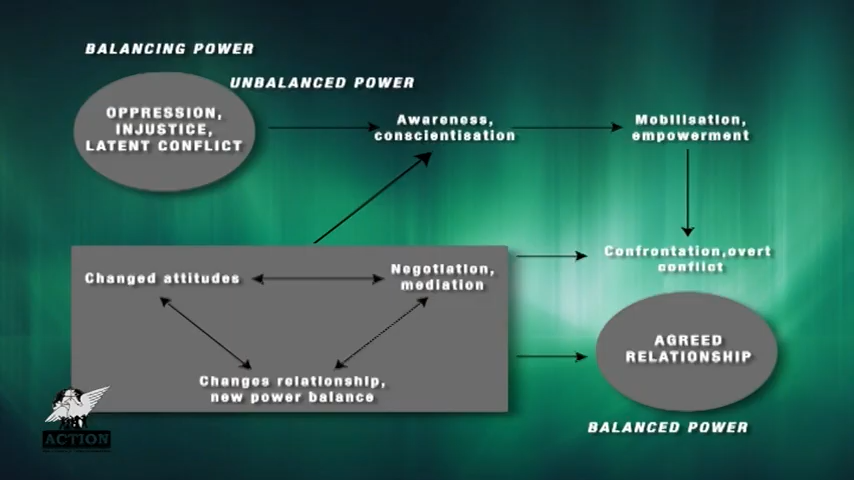 BALANCING POWER
UNBALANCED POWER
OPPRESSION,
INJUSTICE,
LATENT CONFLICT
Awareness,
conscientisation
Mobilisation,
empowerment
Confrontation,overt
conflict
Changed attitudes
Negotiation,
mediation
Changes relationship,
new power balance
AGREED
RELATIONSHIP
BALANCED POWER
ACTION